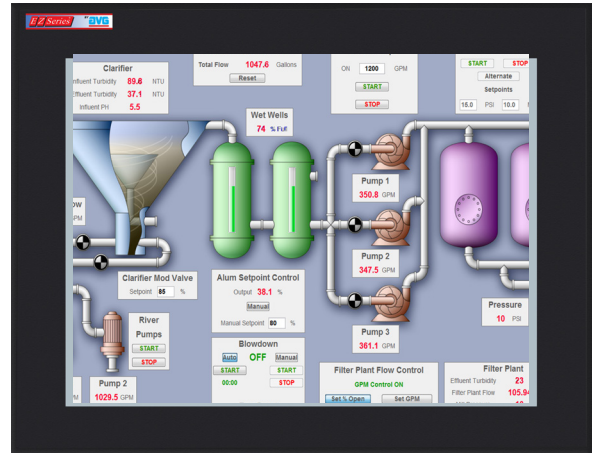 EZ Series BY AVG
Clarifier
Influent Turbidity 89.6 NTU
Effluent Turbidity 37.1 NTU
Influent PH 5.5
Total Flow 1047.6 Gallons
Reset
ON 1200 GPM
START
STOP
START STOP
Alternate
Setpoints
15.0 PSI 10.0
Wet Wells
74 % Full
Pump 1
350.8 GPM
Pump 2
347.5 GPM
Clarifier Mod Valve
Setpoint 85 %
Alum Setpoint Control
Output 38.1 %
Manual
Manual Setpoint 80 %
Pressure
10 PSI
River
Pumps
START
STOP
Pump 3
361.1 GPM
Blowdown
Auto OFF Manual
START START
00:00 STOP
Pump 2
1029.5 GPM
Filter Plant Flow Control
GPM Control ON
Set % Open Set GPM
Filter Plant
Effluent Turbidity 23
Filter Plant Flow 105.94